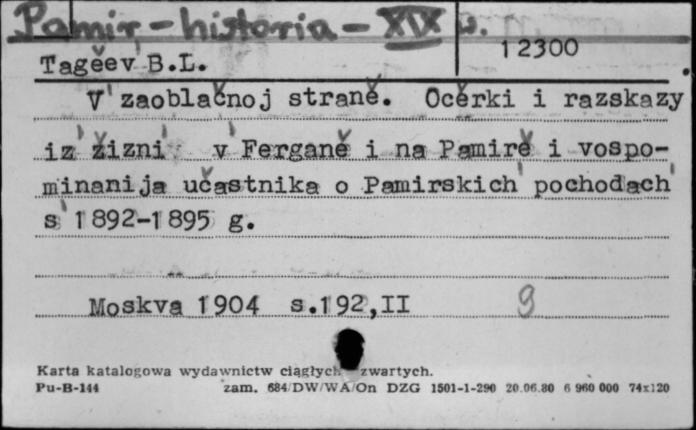 Pamir - historia - XIX w.
12300
Tagěev' B.L.
V' zaoblačnoj straně. Očerki i razskazy
iz' žizni v' Ferganě i na Pamirě i vospo-
minanija učastnika o Pamirskich' pochodach'
s' 1892-1895 g.
Moskva 1904 s.192,II 9
Karta katalogowa wydawnictw ciągłych zwartych.
Pu-B-144 zam. 684/DW/WA/On DZG 1501-1-290 20.06.80 6 960 000 74x120